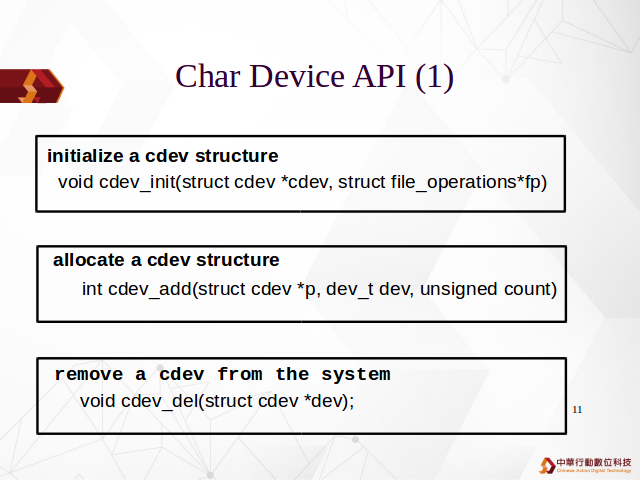 Char Device API (1)
initialize a cdev structure
void cdev_init(struct cdev *cdev, struct file_operations*fp)
allocate a cdev structure
int cdev_add(struct cdev *p, dev_t dev, unsigned count)
remove a cdev from the system
void cdev_del(struct cdev *dev);
11
中華行動數位科技
Chinese Action Digital Technology